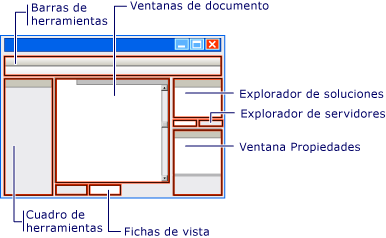 Barras de
herramientas
Ventanas de documento
Explorador de soluciones
Explorador de servidores
Ventana Propiedades
Cuadro de
herramientas
Fichas de vista